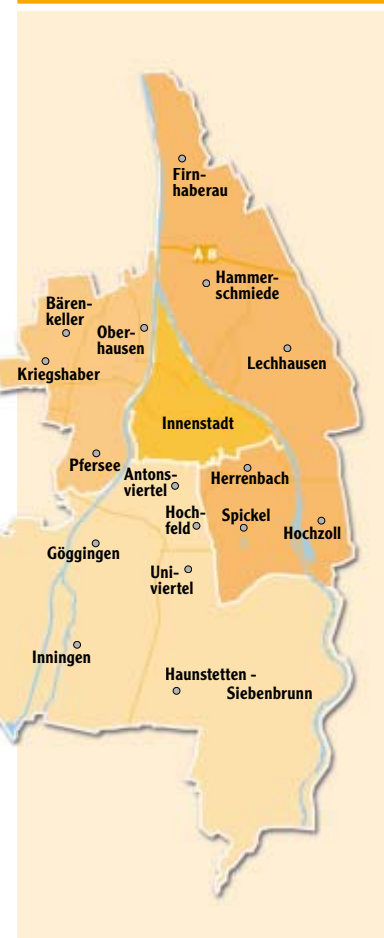 Firn-
haberau
A 8
Hammer-
schmiede
Bären-
keller
Ober-
hausen
Lechhausen
Kriegshaber
Innenstadt
Pfersee
Antons-
viertel
Herrenbach
Hoch-
feld
Spickel
Hochzoll
Göggingen
Uni-
viertel
Inningen
Haunstetten -
Siebenbrunn